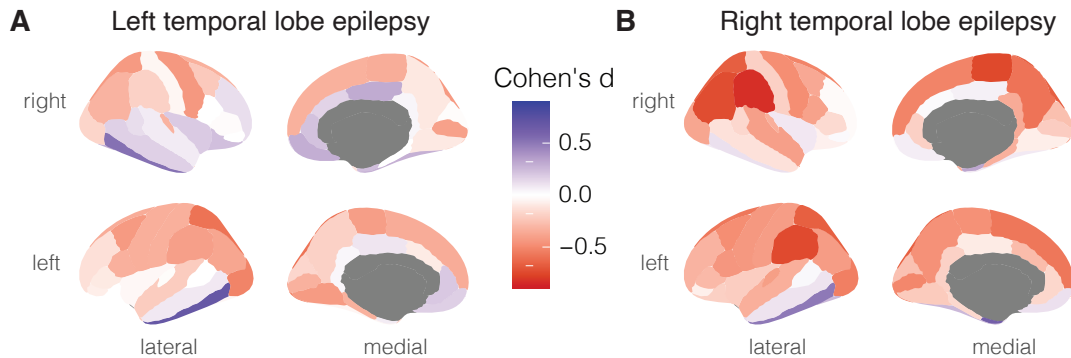 A Left temporal lobe epilepsy
B Right temporal lobe epilepsy
right
left
lateral
medial
Cohen's d
0.5
0.0
−0.5
right
left
lateral
medial